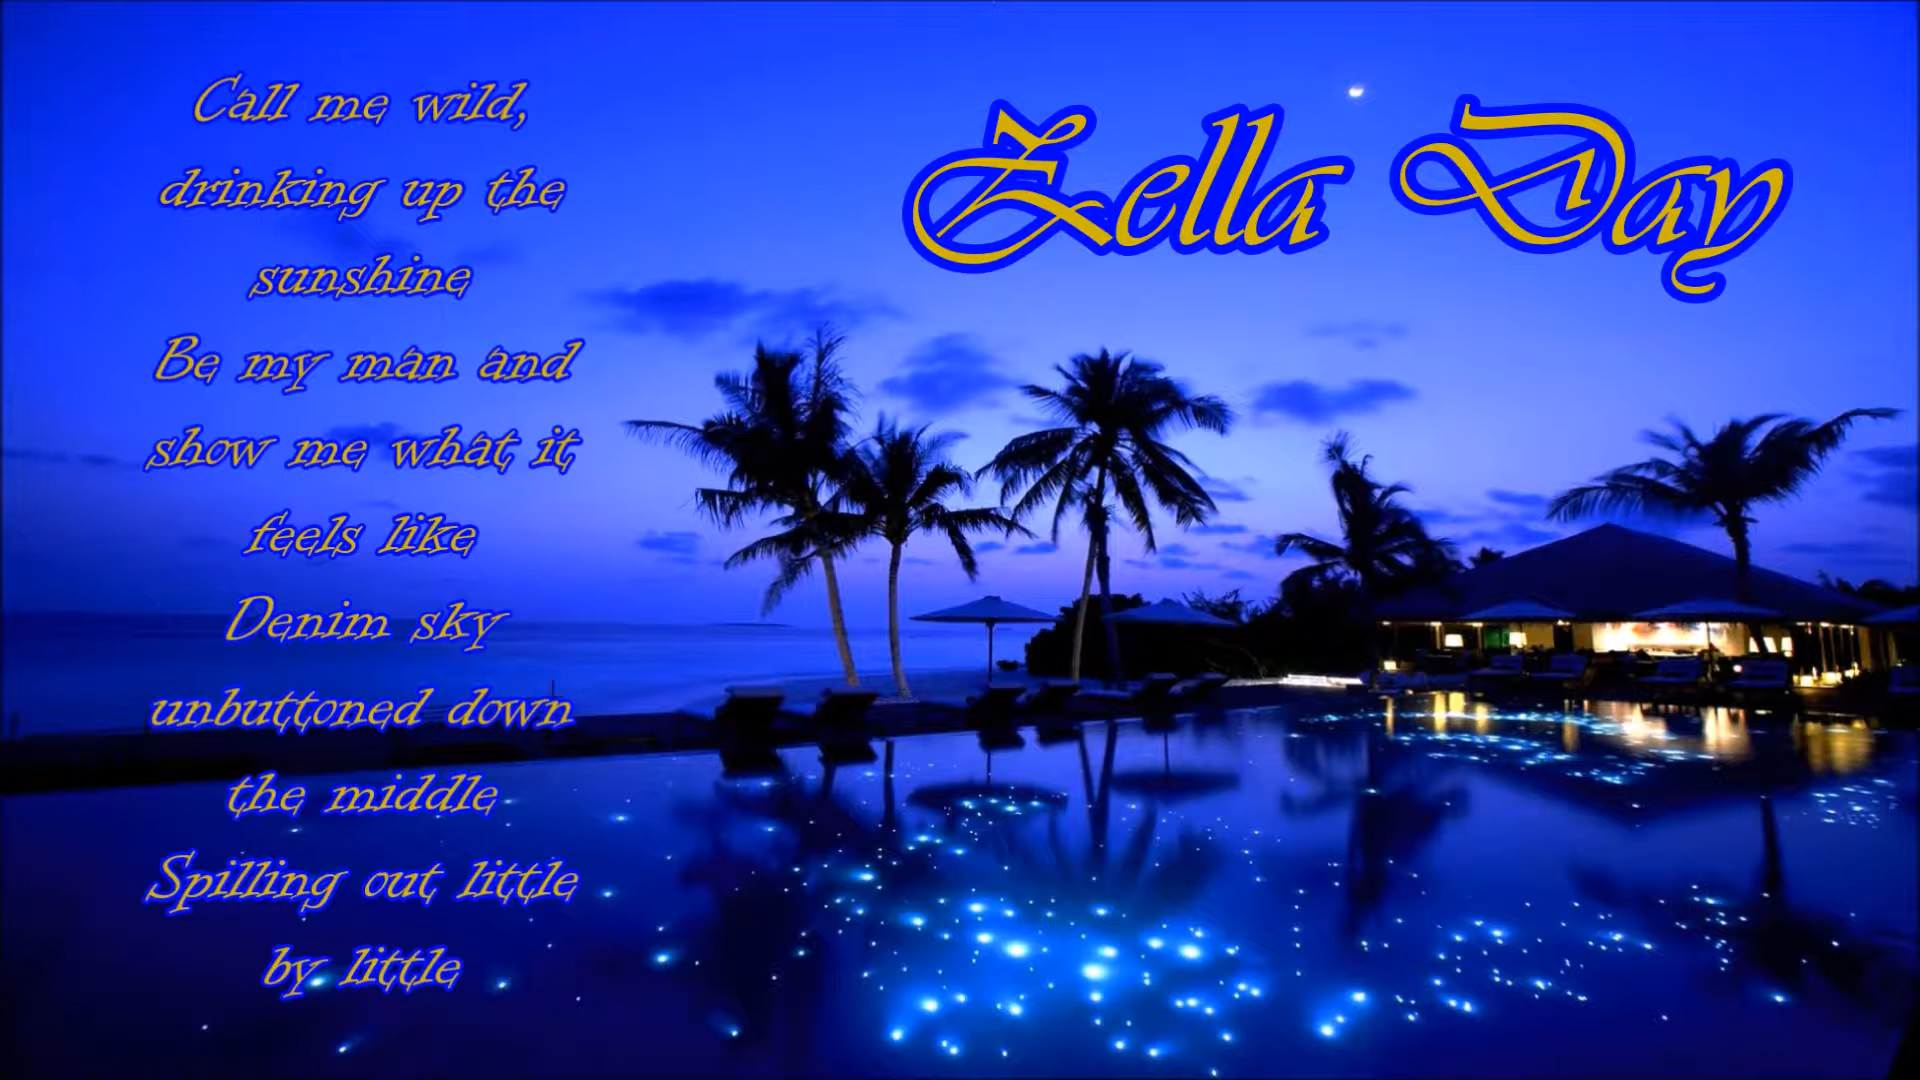 Call me wild,
drinking up the
sunshine
Be my man and
show me what it
feels like
Denim sky
unbuttoned down
the middle
Spilling out little
by little
Zella Day